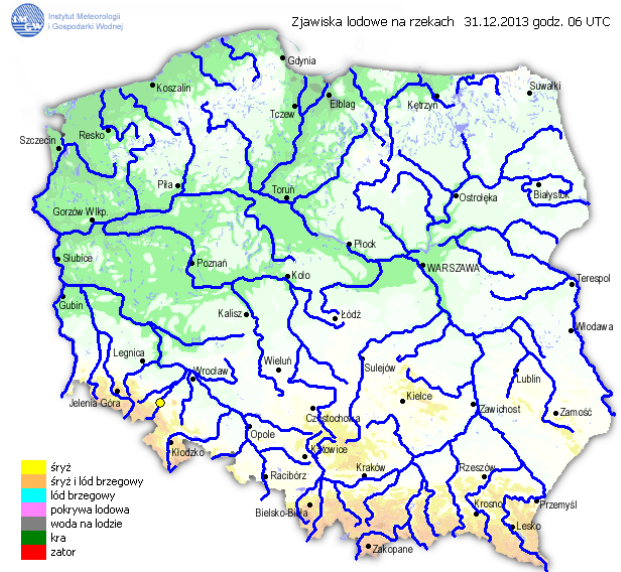 Instytut Meteorologii
i Gospodarki Wodnej
Zjawiska lodowe na rzekach 31.12.2013 godz. 06 UTC
Gdynia
Koszalin
Suwałki
Elbląg
Kętrzyn
Tczew
Resko
Szczecin
Piła
Białystok
Toruń
Ostrołęka
Gorzów Wlkp.
Płock
Słubice
Poznań
WARSZAWA
Koło
Terespol
Gubin
Kalisz
Łódź
Włodawa
Legnica
Wieluń
Sulejów
Wrocław
Lublin
Jelenia Góra
Kielce
Zawichost
Zamość
Częstochowa
Opole
Kłodzko
Katowice
Racibórz
Kraków
Rzeszów
Bielsko-Biała
Krosno
Przemyśl
Lesko
Zakopane
śryż
śryż i lód brzegowy
lód brzegowy
pokrywa lodowa
woda na lodzie
kra
zator